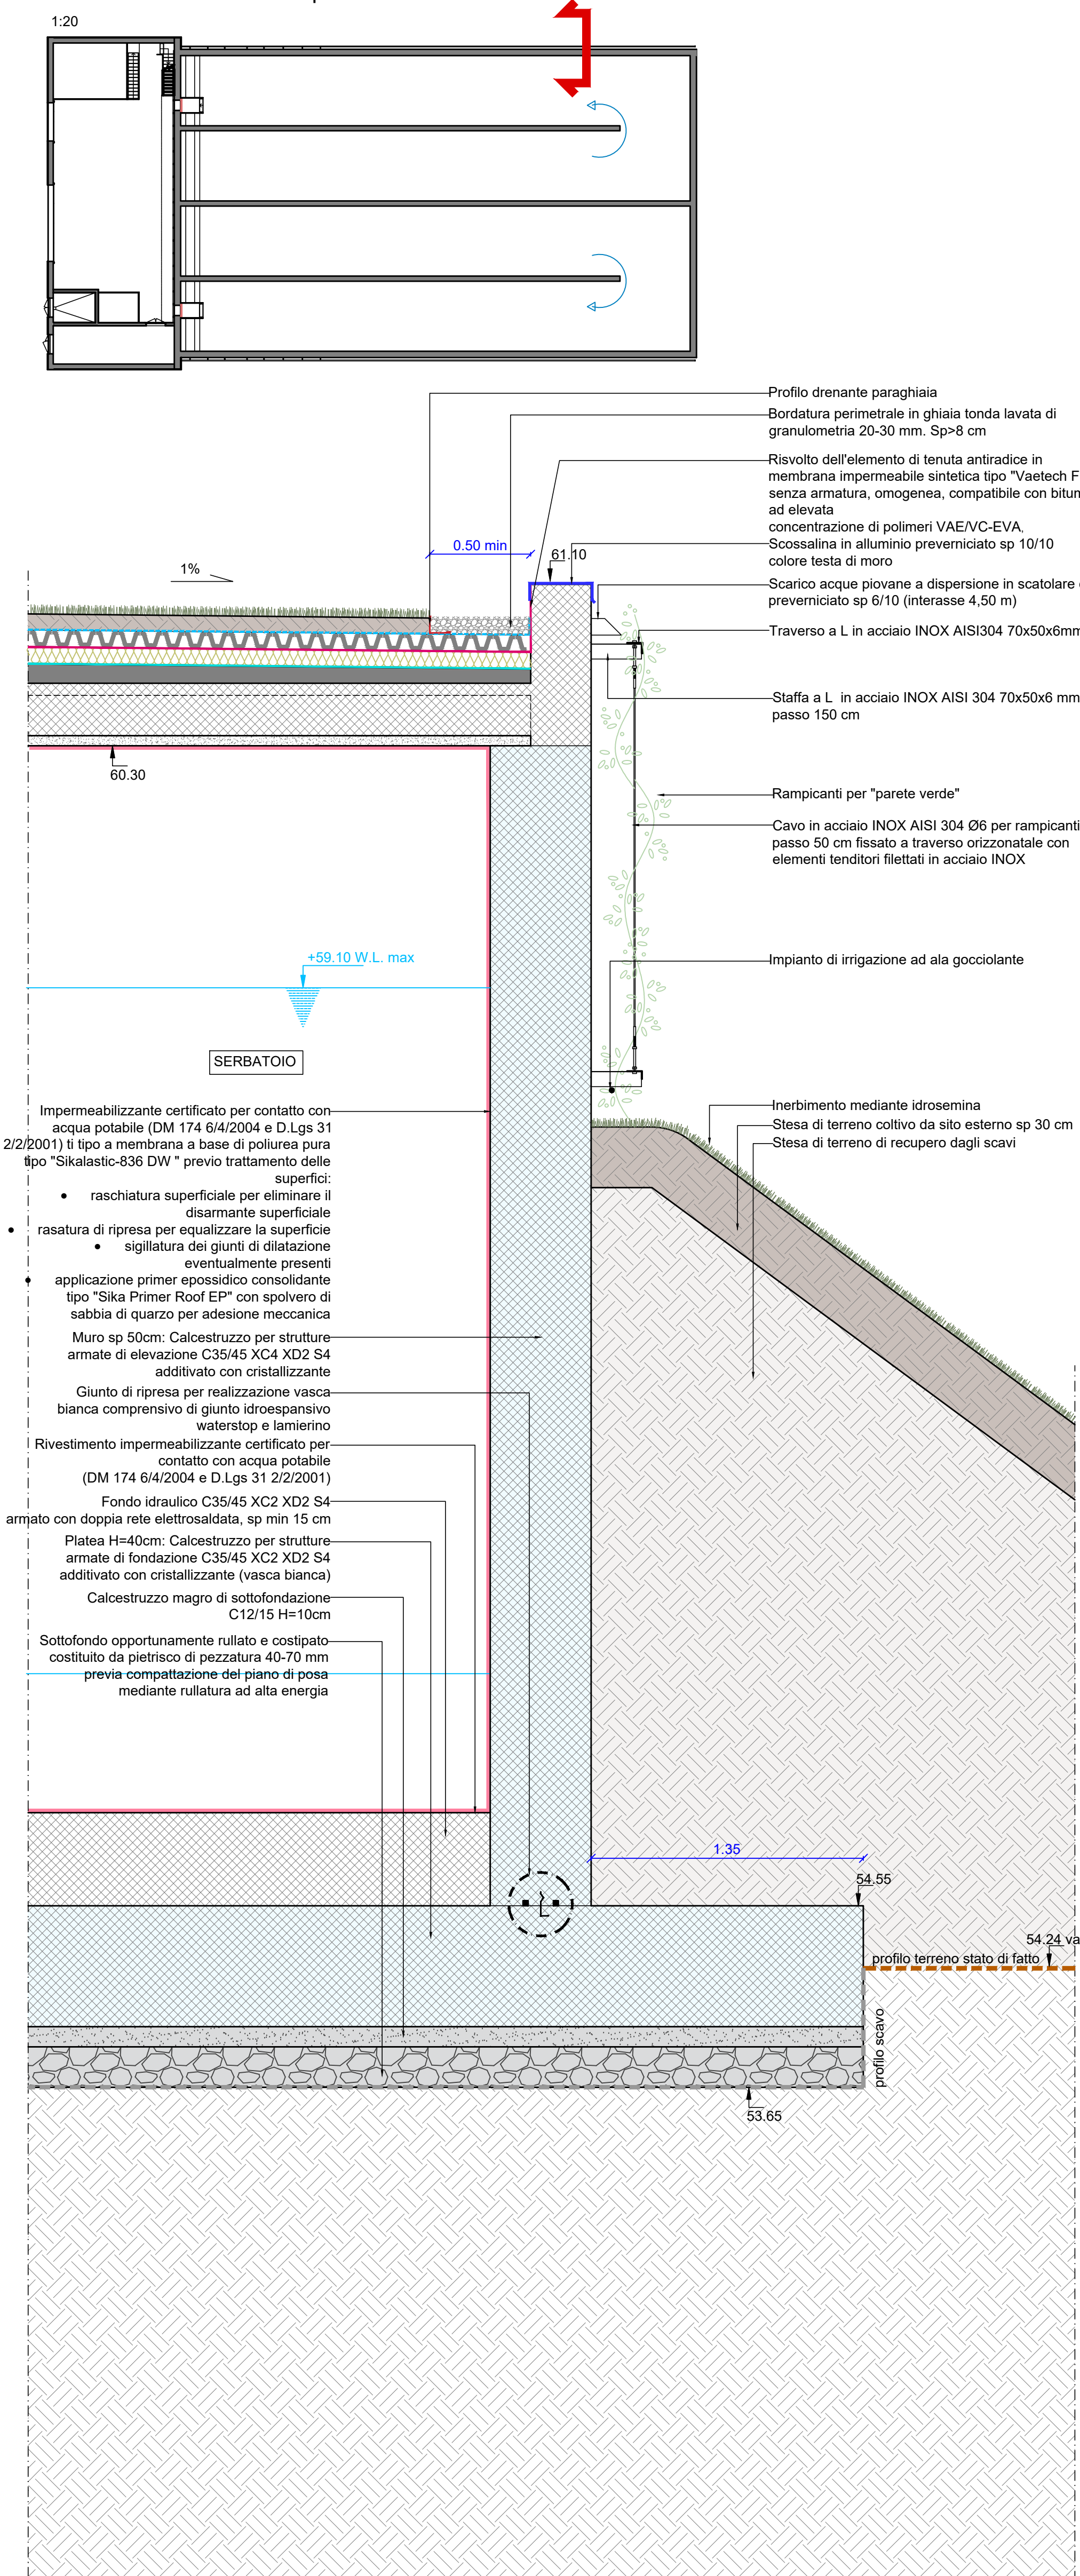 1:20
Profilo drenante paraghiaia
Bordatura perimetrale in ghiaia tonda lavata di
granulometria 20-30 mm. Sp>8 cm
Risvolto dell'elemento di tenuta antiradice in
membrana impermeabile sintetica tipo "Vaetech F
senza armatura, omogenea, compatibile con bitum
ad elevata
concentrazione di polimeri VAE/VC-EVA,
0.50 min
61.10
Scossalina in alluminio preverniciato sp 10/10
colore testa di moro
1%
Scarico acque piovane a dispersione in scatolare
preverniciato sp 6/10 (interasse 4,50 m)
Traverso a L in acciaio INOX AISI304 70x50x6mm
Staffa a L in acciaio INOX AISI 304 70x50x6 mm
passo 150 cm
60.30
Rampicanti per "parete verde"
Cavo in acciaio INOX AISI 304 Ø6 per rampicanti
passo 50 cm fissato a traverso orizzonatale con
elementi tenditori filettati in acciaio INOX
+59.10 W.L. max
Impianto di irrigazione ad ala gocciolante
SERBATOIO
Inerbimento mediante idrosemina
Stesa di terreno coltivo da sito esterno sp 30 cm
Stesa di terreno di recupero dagli scavi
Impermeabilizzante certificato per contatto con
acqua potabile (DM 174 6/4/2004 e D.Lgs 31
2/2/2001) ti tipo a membrana a base di poliurea pura
tipo "Sikalastic-836 DW " previo trattamento delle
superfici:
• raschiatura superficiale per eliminare il
disarmante superficiale
• rasatura di ripresa per equalizzare la superficie
• sigillatura dei giunti di dilatazione
eventualmente presenti
• applicazione primer epossidico consolidante
tipo "Sika Primer Roof EP" con spolvero di
sabbia di quarzo per adesione meccanica
Muro sp 50cm: Calcestruzzo per strutture
armate di elevazione C35/45 XC4 XD2 S4
additivato con cristallizzante
Giunto di ripresa per realizzazione vasca
bianca comprensivo di giunto idroespansivo
waterstop e lamierino
Rivestimento impermeabilizzante certificato per
contatto con acqua potabile
(DM 174 6/4/2004 e D.Lgs 31 2/2/2001)
Fondo idraulico C35/45 XC2 XD2 S4
armato con doppia rete elettrosaldata, sp min 15 cm
Platea H=40cm: Calcestruzzo per strutture
armate di fondazione C35/45 XC2 XD2 S4
additivato con cristallizzante (vasca bianca)
Calcestruzzo magro di sottofondazione
C12/15 H=10cm
Sottofondo opportunamente rullato e costipato
costituito da pietrisco di pezzatura 40-70 mm
previa compattazione del piano di posa
mediante rullatura ad alta energia
1.35
54.55
54.24 va
profilo terreno stato di fatto
profilo scavo
53.65